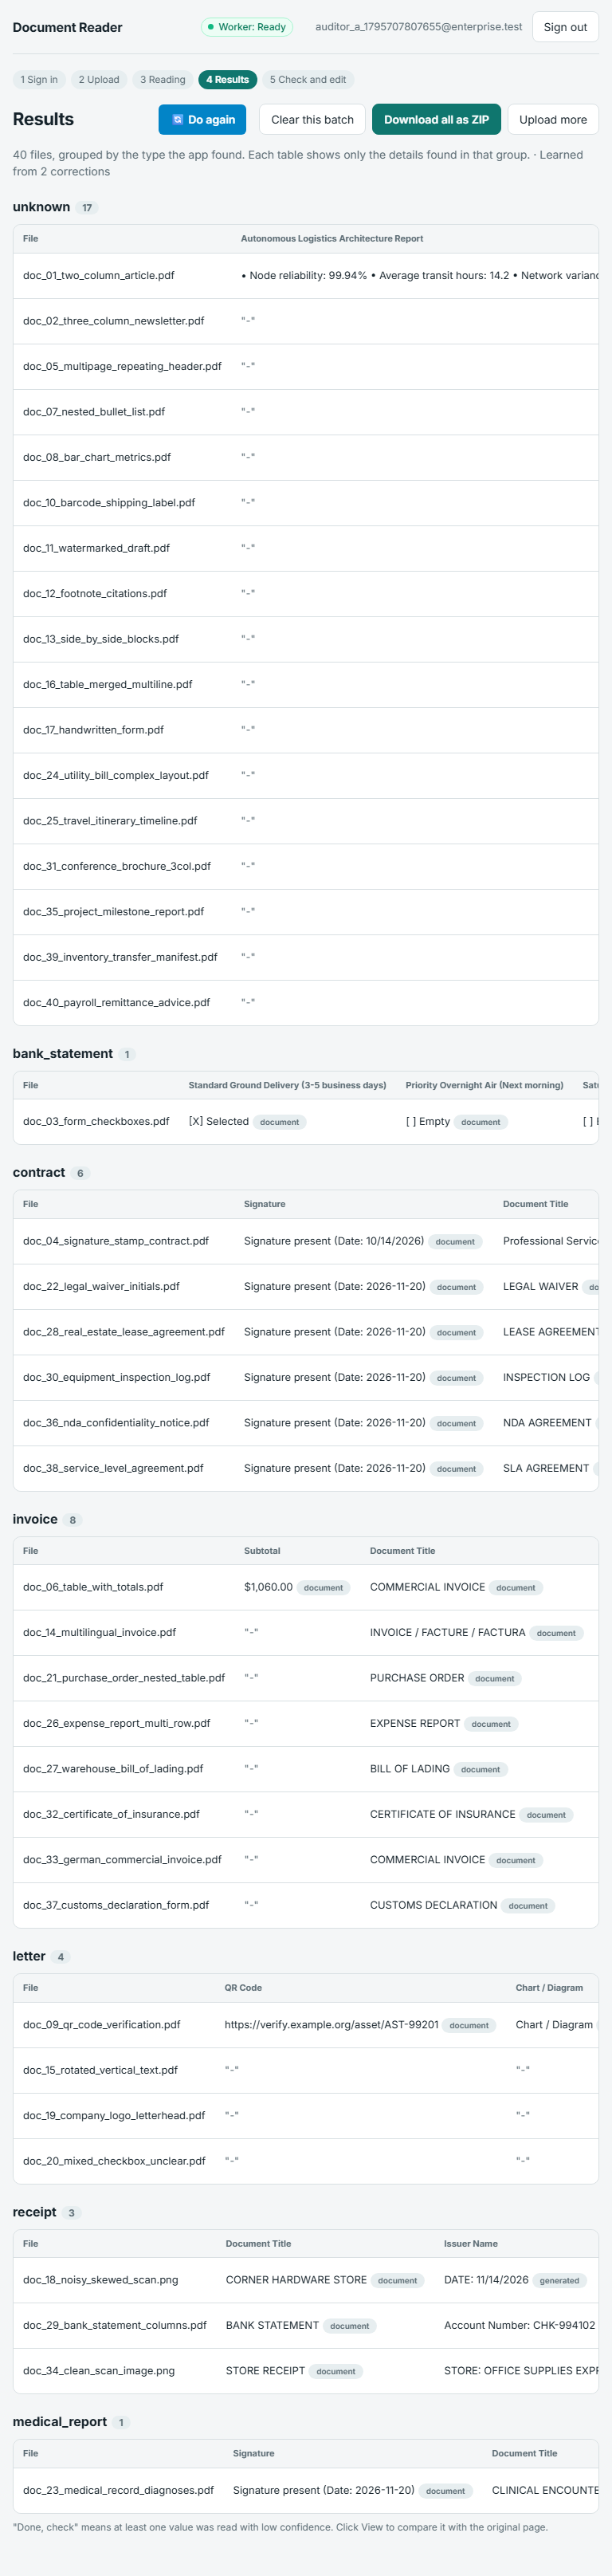 Document Reader
Worker: Ready
auditor_a_1795707807655@enterprise.test
Sign out
1 Sign in
2 Upload
3 Reading
4 Results
5 Check and edit
Results
Do again
Clear this batch
Download all as ZIP
Upload more
40 files, grouped by the type the app found. Each table shows only the details found in that group. · Learned
from 2 corrections
unknown 17
File Autonomous Logistics Architecture Report
doc_01_two_column_article.pdf • Node reliability: 99.94% • Average transit hours: 14.2 • Network varianc
doc_02_three_column_newsletter.pdf "-"
doc_05_multipage_repeating_header.pdf "-"
doc_07_nested_bullet_list.pdf "-"
doc_08_bar_chart_metrics.pdf "-"
doc_10_barcode_shipping_label.pdf "-"
doc_11_watermarked_draft.pdf "-"
doc_12_footnote_citations.pdf "-"
doc_13_side_by_side_blocks.pdf "-"
doc_16_table_merged_multiline.pdf "-"
doc_17_handwritten_form.pdf "-"
doc_24_utility_bill_complex_layout.pdf "-"
doc_25_travel_itinerary_timeline.pdf "-"
doc_31_conference_brochure_3col.pdf "-"
doc_35_project_milestone_report.pdf "-"
doc_39_inventory_transfer_manifest.pdf "-"
doc_40_payroll_remittance_advice.pdf "-"
bank_statement 1
File Standard Ground Delivery (3-5 business days) Priority Overnight Air (Next morning) Satu
doc_03_form_checkboxes.pdf [X] Selected document [ ] Empty document [ ]
contract 6
File Signature Document Title
doc_04_signature_stamp_contract.pdf Signature present (Date: 10/14/2026) document Professional Servic
doc_22_legal_waiver_initials.pdf Signature present (Date: 2026-11-20) document LEGAL WAIVER do
doc_28_real_estate_lease_agreement.pdf Signature present (Date: 2026-11-20) document LEASE AGREEMENT
doc_30_equipment_inspection_log.pdf Signature present (Date: 2026-11-20) document INSPECTION LOG
doc_36_nda_confidentiality_notice.pdf Signature present (Date: 2026-11-20) document NDA AGREEMENT
doc_38_service_level_agreement.pdf Signature present (Date: 2026-11-20) document SLA AGREEMENT
invoice 8
File Subtotal Document Title
doc_06_table_with_totals.pdf $1,060.00 document COMMERCIAL INVOICE document
doc_14_multilingual_invoice.pdf "-" INVOICE / FACTURE / FACTURA document
doc_21_purchase_order_nested_table.pdf "-" PURCHASE ORDER document
doc_26_expense_report_multi_row.pdf "-" EXPENSE REPORT document
doc_27_warehouse_bill_of_lading.pdf "-" BILL OF LADING document
doc_32_certificate_of_insurance.pdf "-" CERTIFICATE OF INSURANCE document
doc_33_german_commercial_invoice.pdf "-" COMMERCIAL INVOICE document
doc_37_customs_declaration_form.pdf "-" CUSTOMS DECLARATION document
letter 4
File QR Code Chart / Diagram
doc_09_qr_code_verification.pdf https://verify.example.org/asset/AST-99201 document Chart / Diagram
doc_15_rotated_vertical_text.pdf "-" "-"
doc_19_company_logo_letterhead.pdf "-" "-"
doc_20_mixed_checkbox_unclear.pdf "-" "-"
receipt 3
File Document Title Issuer Name
doc_18_noisy_skewed_scan.png CORNER HARDWARE STORE document DATE: 11/14/2026 generated
doc_29_bank_statement_columns.pdf BANK STATEMENT document Account Number: CHK-994102
doc_34_clean_scan_image.png STORE RECEIPT document STORE: OFFICE SUPPLIES EXPR
medical_report 1
File Signature Document Title
doc_23_medical_record_diagnoses.pdf Signature present (Date: 2026-11-20) document CLINICAL ENCOUNTE
"Done, check" means at least one value was read with low confidence. Click View to compare it with the original page.